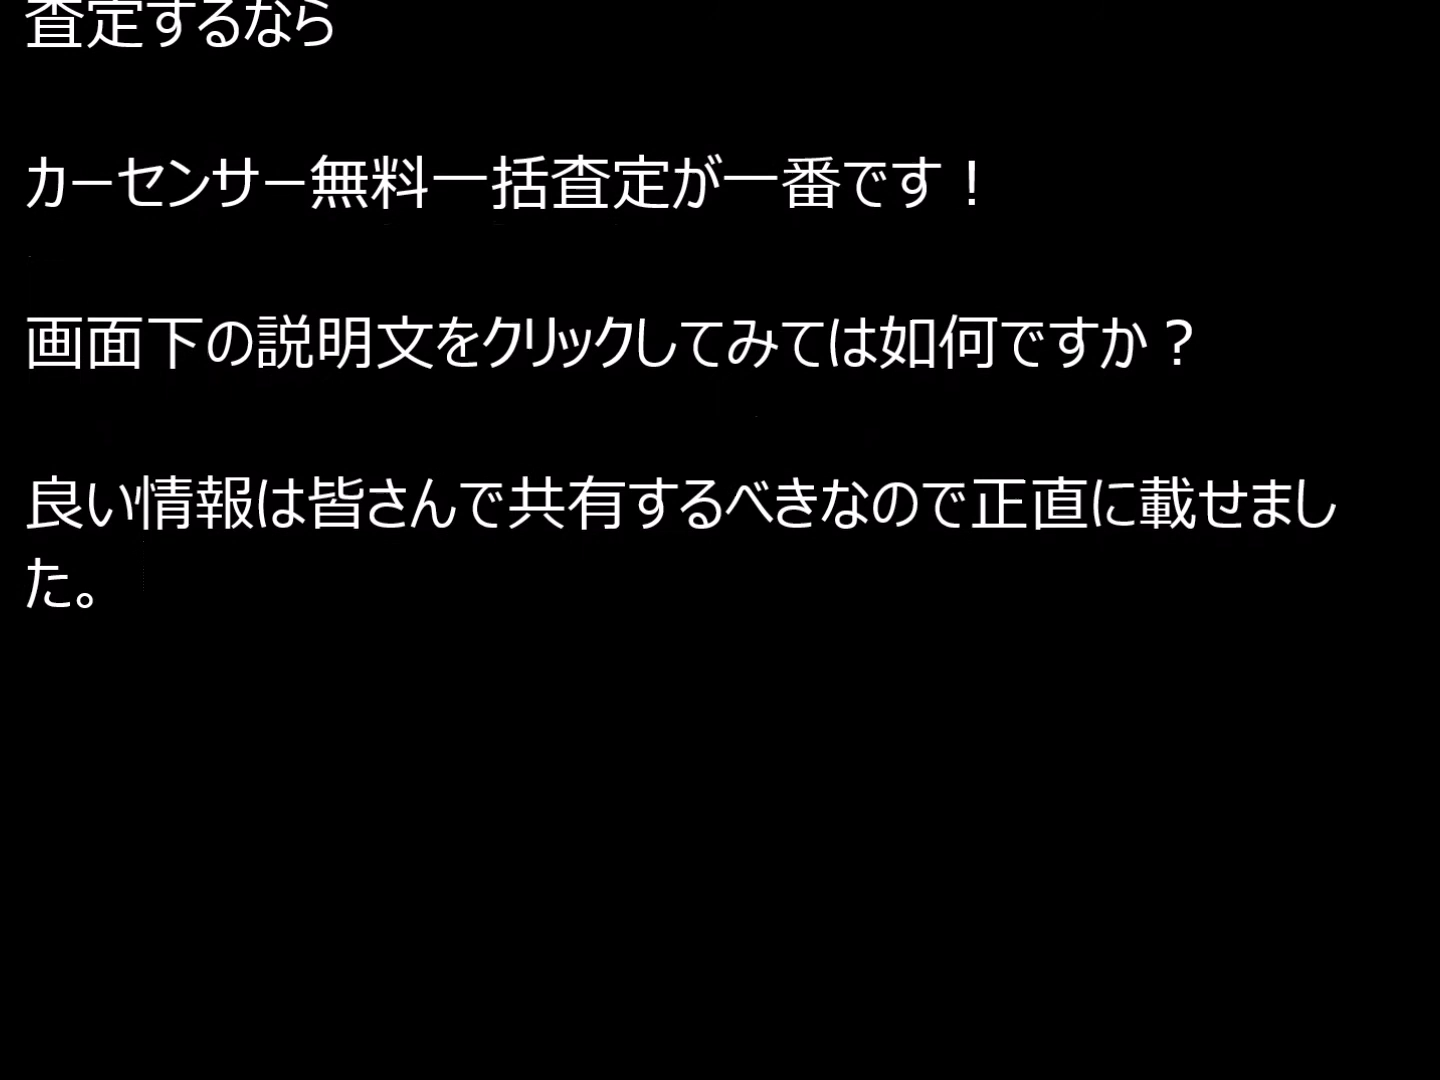 査定するなら
カーセンサー無料一括査定が一番です！
画面下の説明文をクリックしてみては如何ですか？
良い情報は皆さんで共有するべきなので正直に載せまし
た。